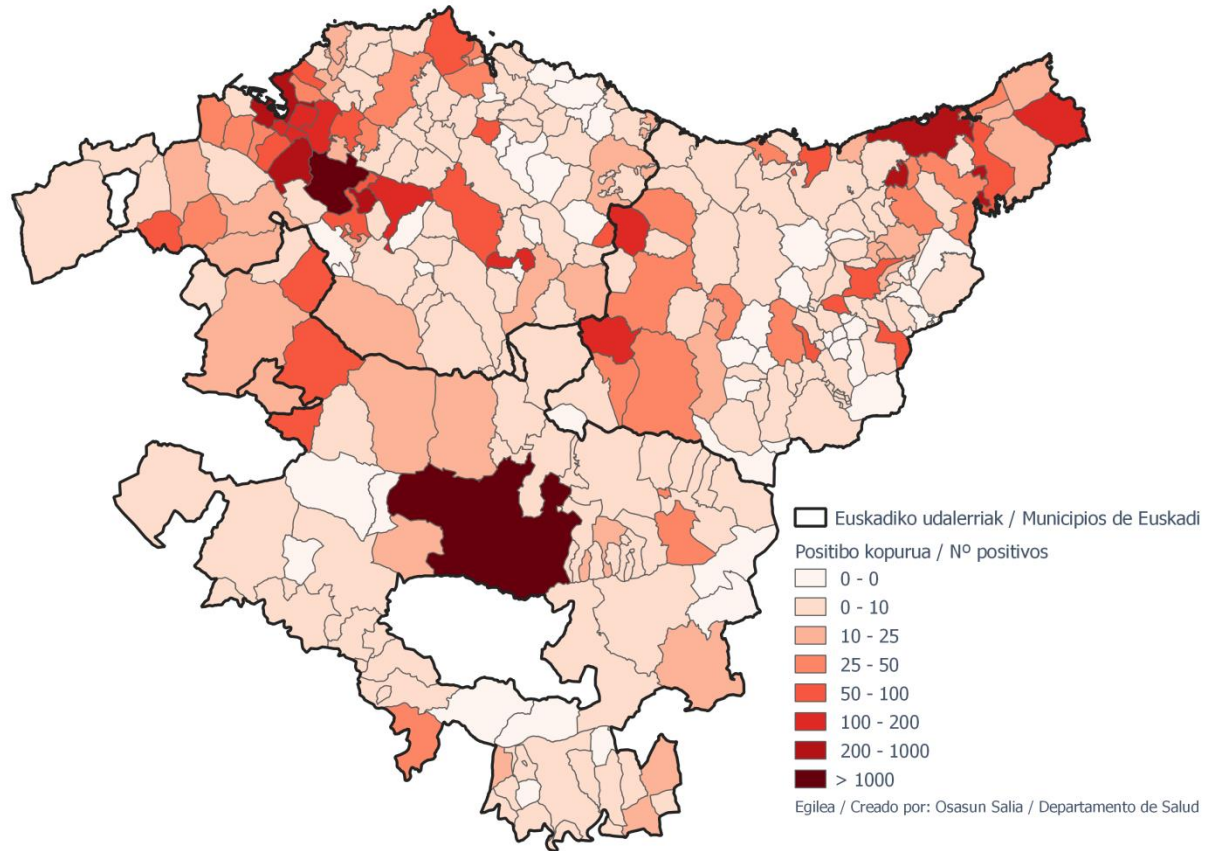 Euskadiko udalerriak / Municipios de Euskadi
Positibo kopurua / Nº positivos
0 - 0
0 - 10
10 - 25
25 - 50
50 - 100
100 - 200
200 - 1000
> 1000
Egilea / Creado por: Osasun Salia / Departamento de Salud